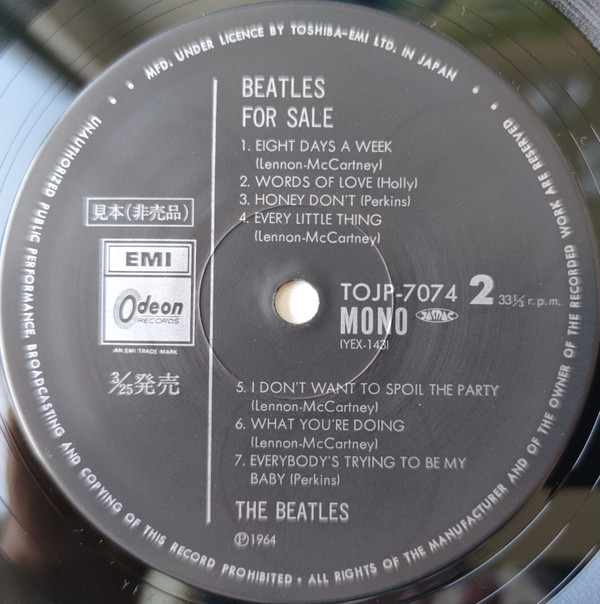 • MFD. UNDER LICENCE BY TOSHIBA-EMI LTD. IN JAPAN •
BEATLES
FOR SALE
1. EIGHT DAYS A WEEK
(Lennon-McCartney)
2. WORDS OF LOVE (Holly)
3. HONEY DON'T (Perkins)
4. EVERY LITTLE THING
(Lennon-McCartney)
見本(非売品)
EMI
Odeon
RECORDS
AN EMI TRADE MARK
3/25発売
TOJP-7074 2 33⅓ r.p.m.
MONO JASRAC
(YEX-143)
5. I DON'T WANT TO SPOIL THE PARTY
(Lennon-McCartney)
6. WHAT YOU'RE DOING
(Lennon-McCartney)
7. EVERYBODY'S TRYING TO BE MY
BABY (Perkins)
THE BEATLES
Ⓟ1964
• UNAUTHORIZED PUBLIC PERFORMANCE, BROADCASTING AND COPYING OF THIS RECORD PROHIBITED • ALL RIGHTS OF THE MANUFACTURER AND OF THE OWNER OF THE RECORDED WORK ARE RESERVED •